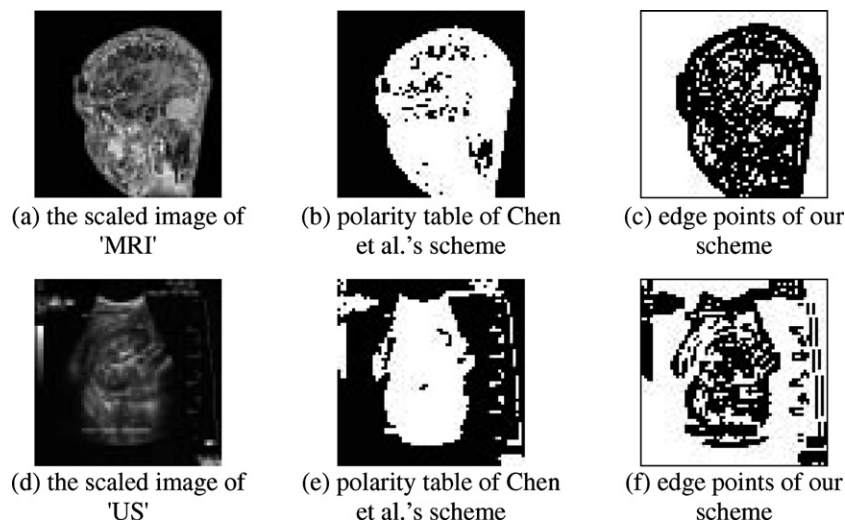 (a) the scaled image of
'MRI'
(b) polarity table of Chen
et al.’s scheme
(c) edge points of our
scheme
(d) the scaled image of
'US'
(e) polarity table of Chen
et al.’s scheme
(f) edge points of our
scheme